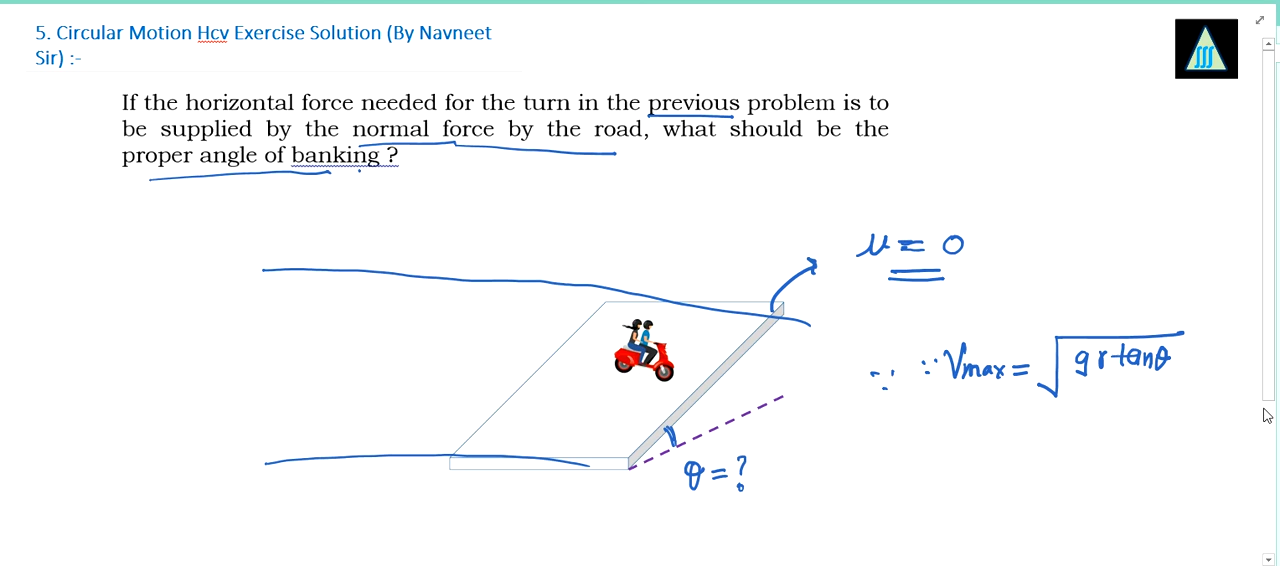 5. Circular Motion Hcv Exercise Solution (By Navneet
Sir) :-
If the horizontal force needed for the turn in the previous problem is to
be supplied by the normal force by the road, what should be the
proper angle of banking ?
μ = 0
∵ Vmax = √gr tanθ
θ = ?